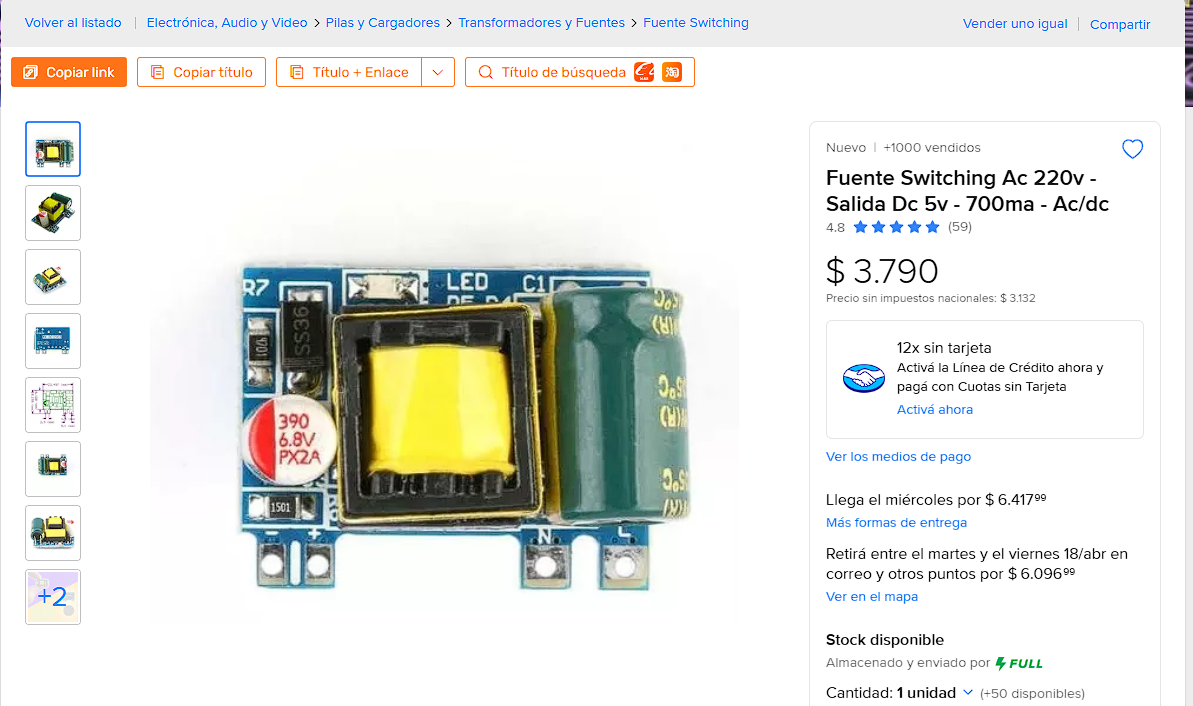 Volver al listado | Electrónica, Audio y Video > Pilas y Cargadores > Transformadores y Fuentes > Fuente Switching
Vender uno igual | Compartir
Copiar link
Copiar título
Título + Enlace
Título de búsqueda
淘
Nuevo | +1000 vendidos
Fuente Switching Ac 220v -
Salida Dc 5v - 700ma - Ac/dc
4.8 (59)
$ 3.790
Precio sin impuestos nacionales: $ 3.132
12x sin tarjeta
Activá la Línea de Crédito ahora y
pagá con Cuotas sin Tarjeta
Activá ahora
Ver los medios de pago
Llega el miércoles por $ 6.417⁹⁹
Más formas de entrega
Retirá entre el martes y el viernes 18/abr en
correo y otros puntos por $ 6.096⁹⁹
Ver en el mapa
Stock disponible
Almacenado y enviado por FULL
Cantidad: 1 unidad (+50 disponibles)
+2
R7
LED
C1
SS36
390
6.8V
PX2A
1501
-
+
N
L